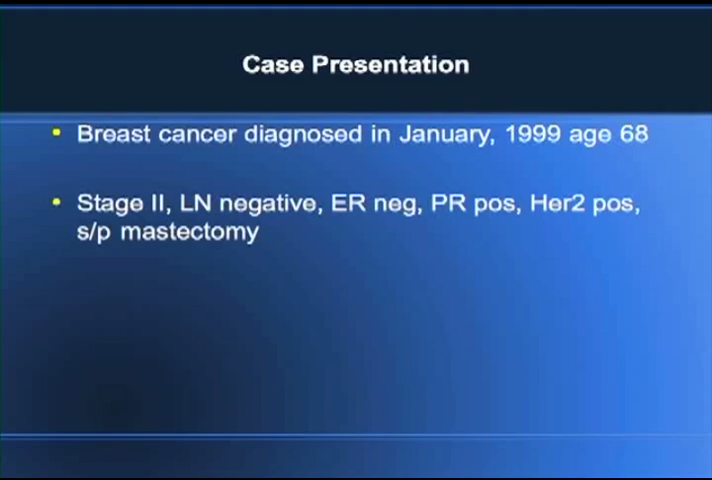 Case Presentation
• Breast cancer diagnosed in January, 1999 age 68
• Stage II, LN negative, ER neg, PR pos, Her2 pos,
s/p mastectomy